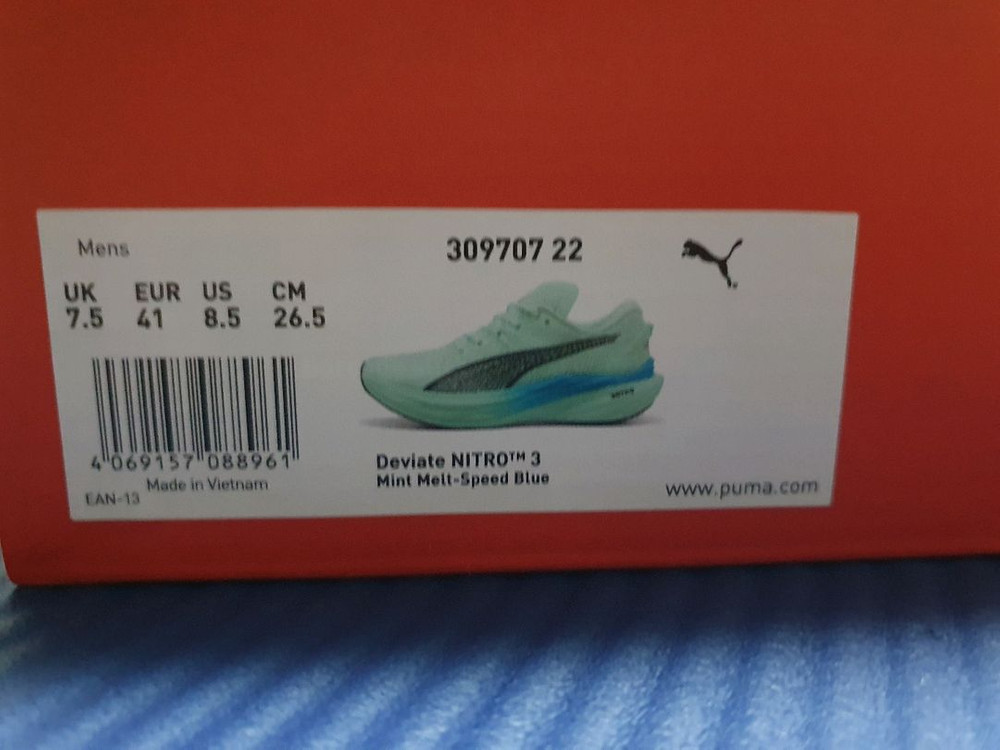 Mens
309707 22
UK EUR US CM
7.5 41 8.5 26.5
4 069157 088961
Made in Vietnam
EAN-13
Deviate NITRO™ 3
Mint Melt-Speed Blue
www.puma.com